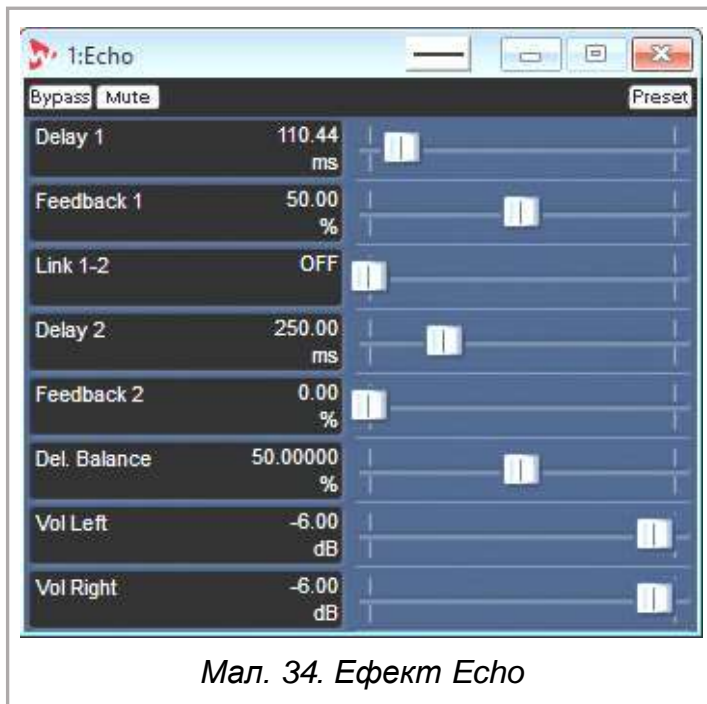 1:Echo
Bypass Mute Preset
Delay 1 110.44
ms
Feedback 1 50.00
%
Link 1-2 OFF
Delay 2 250.00
ms
Feedback 2 0.00
%
Del. Balance 50.00000
%
Vol Left -6.00
dB
Vol Right -6.00
dB
Мал. 34. Ефект Echo